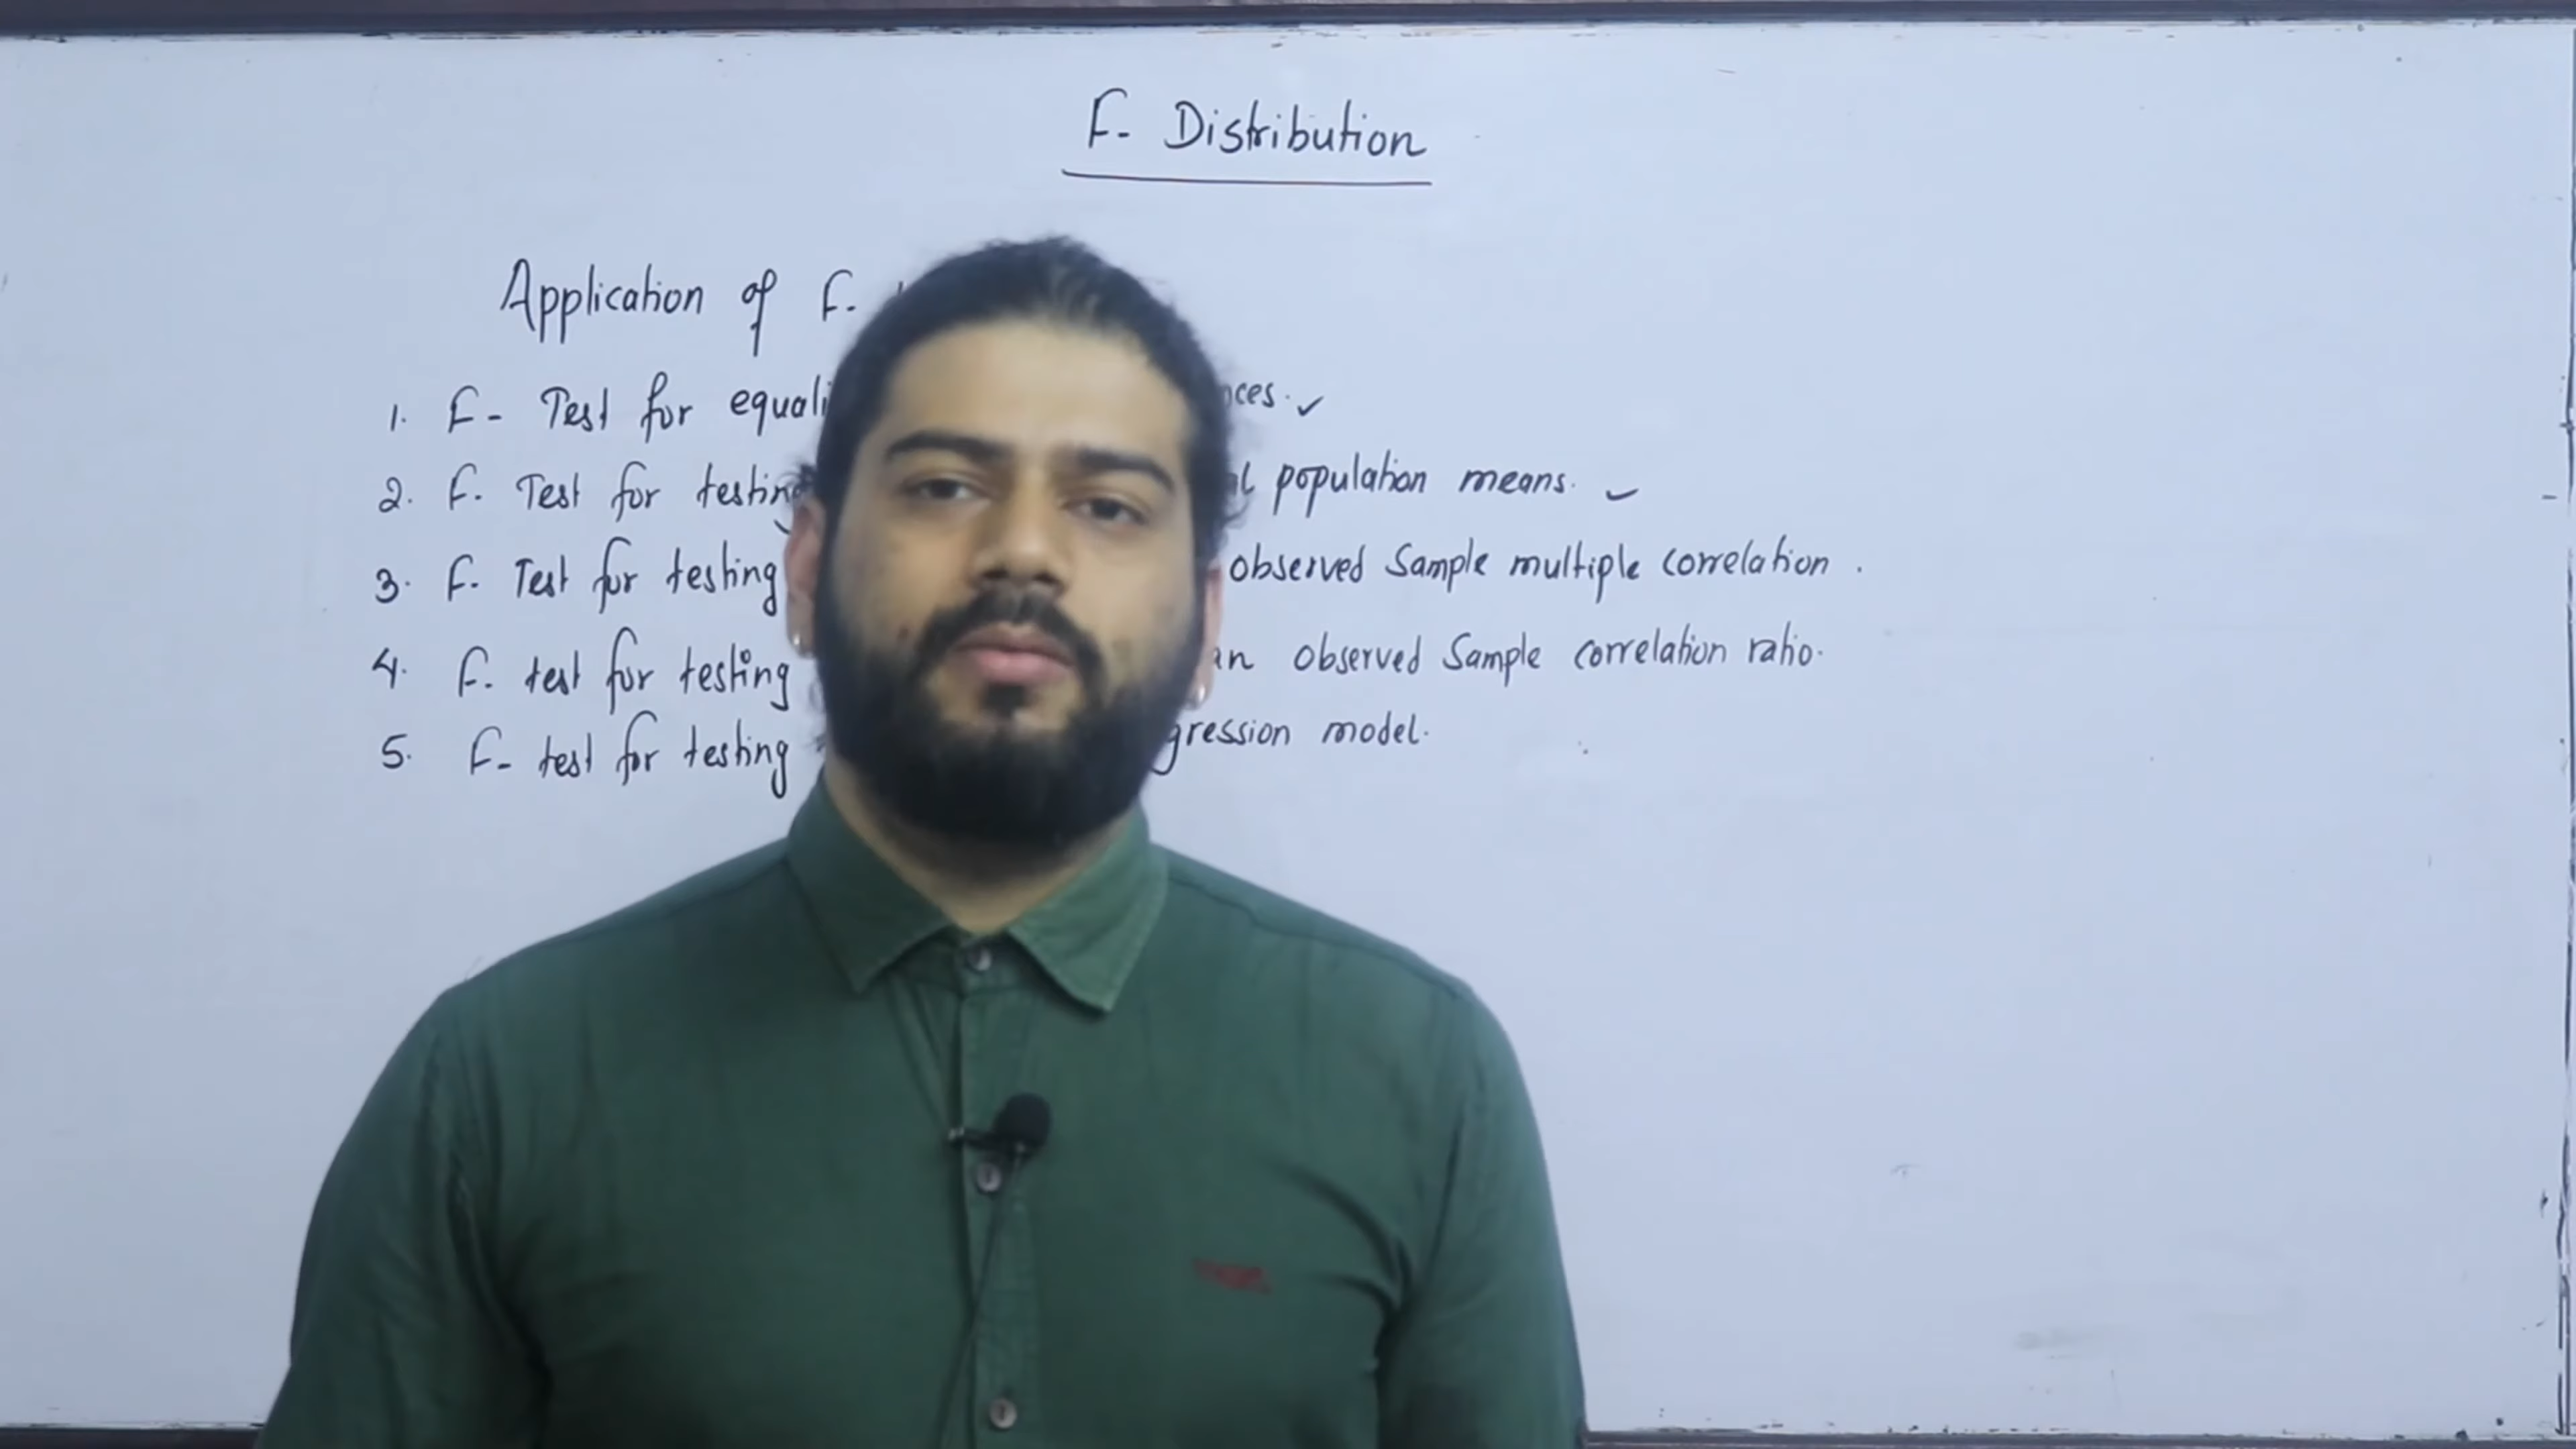 F- Distribution
Application of F-
1. F- Test for equali nces.
2. F. Test for testing population means.
3. F. Test for testing observed Sample multiple correlation.
4. F. test for testing an observed Sample correlation ratio.
5. F- test for testing gression model.